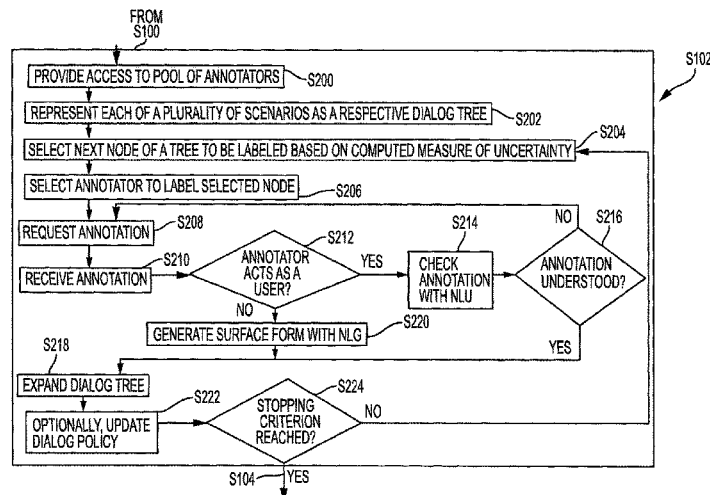 FROM
S100
S102
PROVIDE ACCESS TO POOL OF ANNOTATORS
S200
REPRESENT EACH OF A PLURALITY OF SCENARIOS AS A RESPECTIVE DIALOG TREE
S202
S204
SELECT NEXT NODE OF A TREE TO BE LABELED BASED ON COMPUTED MEASURE OF UNCERTAINTY
SELECT ANNOTATOR TO LABEL SELECTED NODE
S206
REQUEST ANNOTATION
S208
RECEIVE ANNOTATION
S210
S212
ANNOTATOR
ACTS AS A
USER?
YES
NO
S214
CHECK
ANNOTATION
WITH NLU
NO
S216
ANNOTATION
UNDERSTOOD?
YES
GENERATE SURFACE FORM WITH NLG
S220
S218
EXPAND DIALOG TREE
S222
OPTIONALLY, UPDATE
DIALOG POLICY
S224
STOPPING
CRITERION
REACHED?
NO
S104
YES